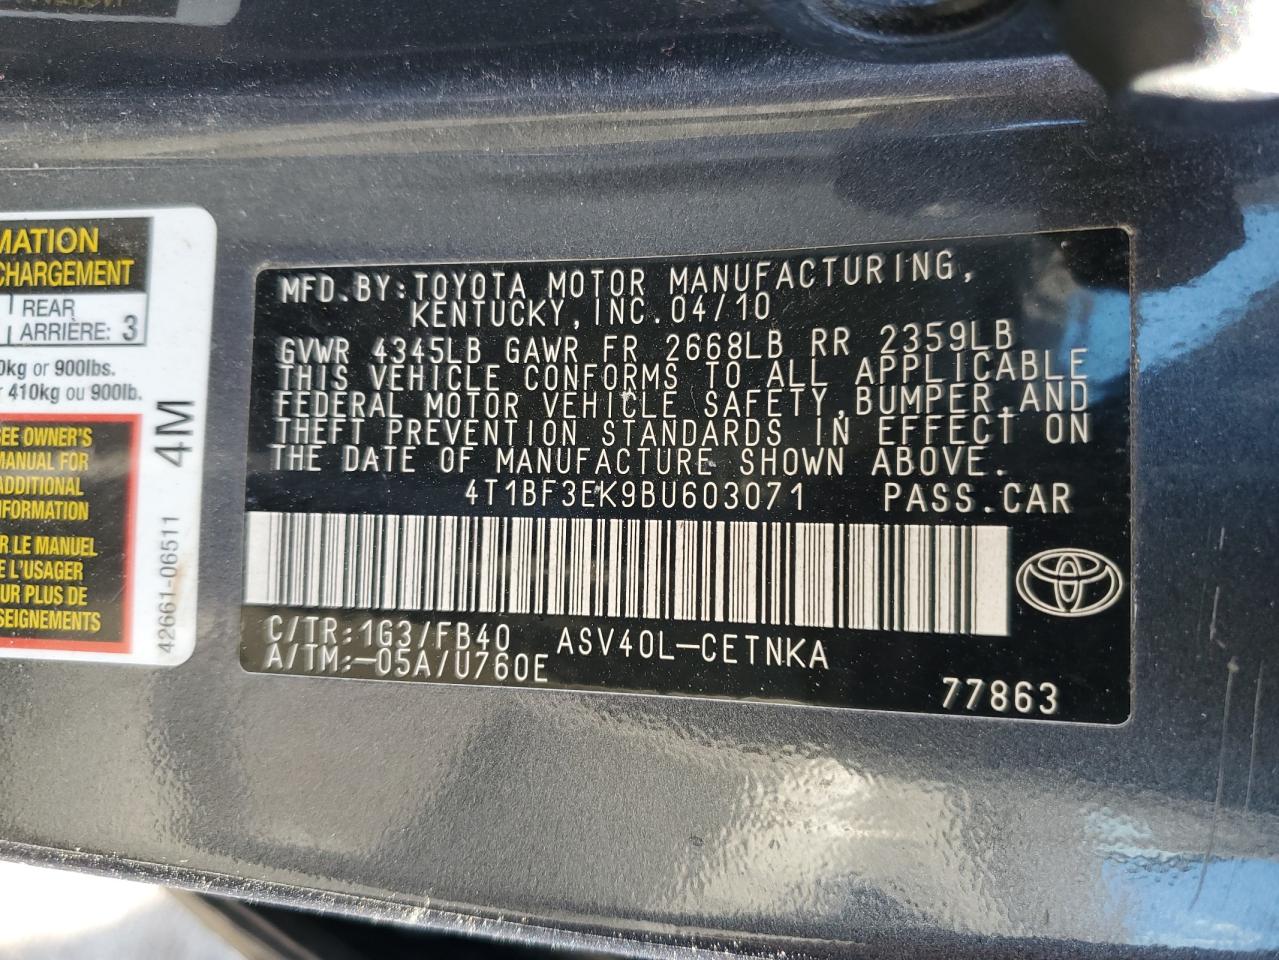 MATION
CHARGEMENT
REAR
ARRIÈRE: 3
kg or 900lbs.
410kg ou 900lb.
4M
SEE OWNER'S
MANUAL FOR
ADDITIONAL
INFORMATION
R LE MANUEL
E L'USAGER
UR PLUS DE
SEIGNEMENTS
42661-06511
MFD.BY:TOYOTA MOTOR MANUFACTURING,
KENTUCKY,INC.04/10
GVWR 4345LB GAWR FR 2668LB RR 2359LB
THIS VEHICLE CONFORMS TO ALL APPLICABLE
FEDERAL MOTOR VEHICLE SAFETY,BUMPER,AND
THEFT PREVENTION STANDARDS IN EFFECT ON
THE DATE OF MANUFACTURE SHOWN ABOVE.
4T1BF3EK9BU603071 PASS.CAR
C/TR:1G3/FB40 ASV40L-CETNKA
A/TM:-05A/U760E
77863